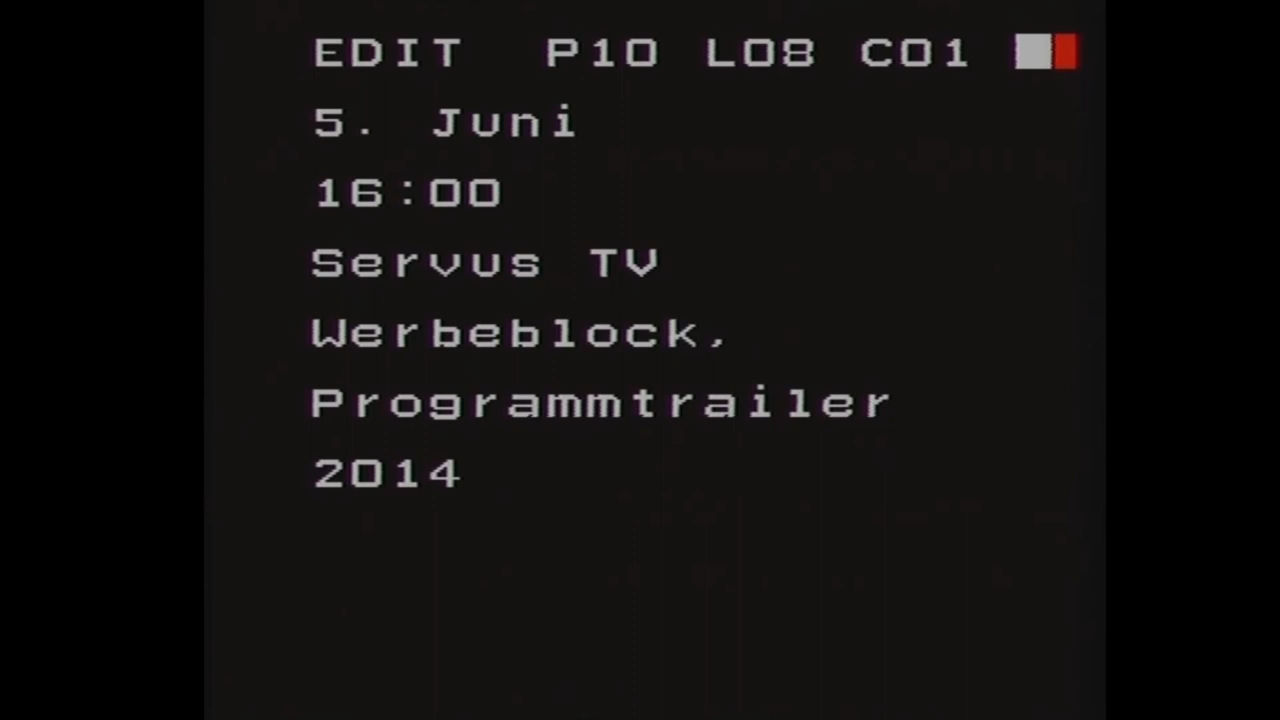 EDIT P10 L08 C01
5. Juni
16:00
Servus TV
Werbeblock,
Programmtrailer
2014